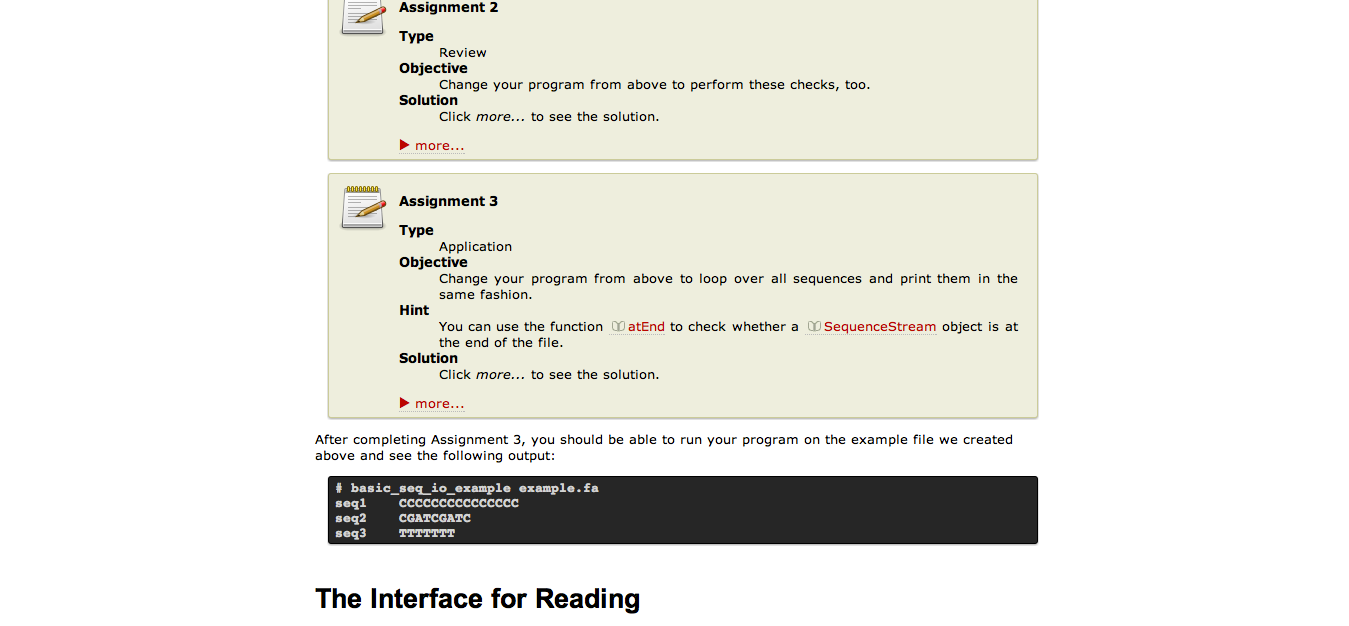 Assignment 2
Type
Review
Objective
Change your program from above to perform these checks, too.
Solution
Click more... to see the solution.
more...
Assignment 3
Type
Application
Objective
Change your program from above to loop over all sequences and print them in the
same fashion.
Hint
You can use the function atEnd to check whether a SequenceStream object is at
the end of the file.
Solution
Click more... to see the solution.
more...
After completing Assignment 3, you should be able to run your program on the example file we created
above and see the following output:
# basic_seq_io_example example.fa
seq1    CCCCCCCCCCCCCCC
seq2    CGATCGATC
seq3    TTTTTTT
The Interface for Reading